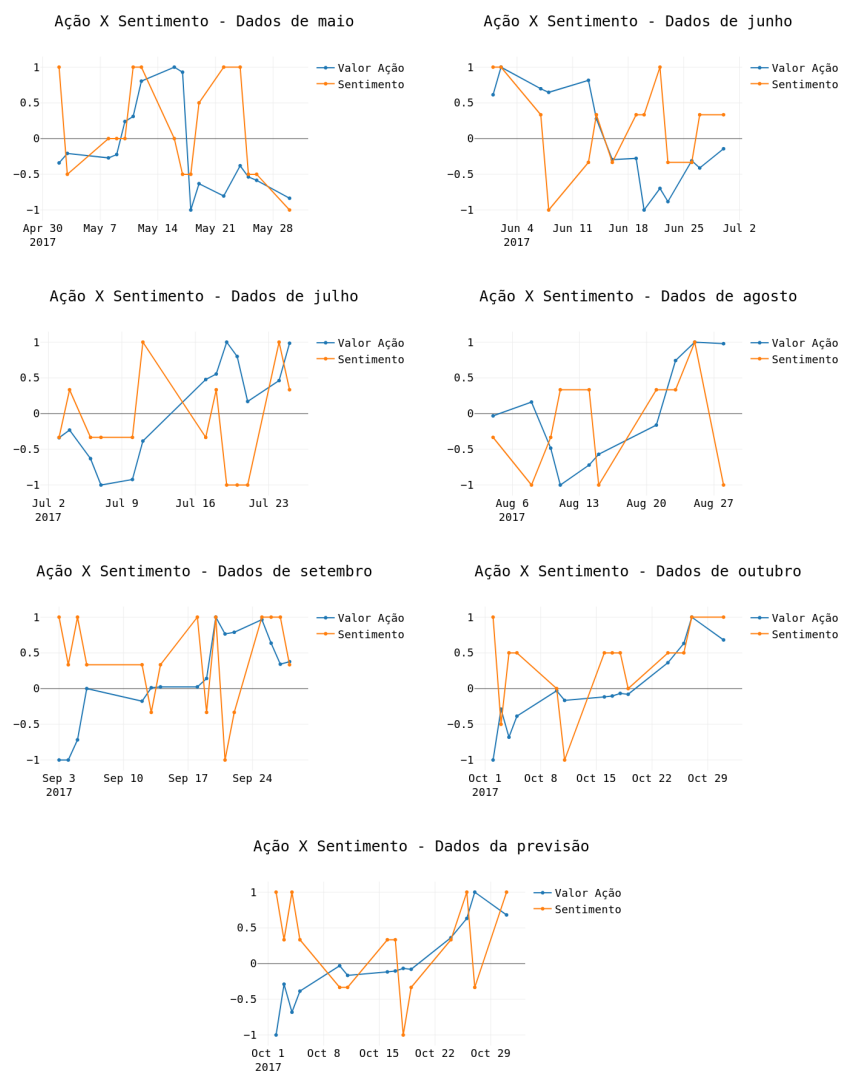 Ação X Sentimento - Dados de maio
Valor Ação
Sentimento
1
0.5
0
−0.5
−1
Apr 30
2017
May 7
May 14
May 21
May 28
Ação X Sentimento - Dados de junho
Valor Ação
Sentimento
1
0.5
0
−0.5
−1
Jun 4
2017
Jun 11
Jun 18
Jun 25
Jul 2
Ação X Sentimento - Dados de julho
Valor Ação
Sentimento
1
0.5
0
−0.5
−1
Jul 2
2017
Jul 9
Jul 16
Jul 23
Ação X Sentimento - Dados de agosto
Valor Ação
Sentimento
1
0.5
0
−0.5
−1
Aug 6
2017
Aug 13
Aug 20
Aug 27
Ação X Sentimento - Dados de setembro
Valor Ação
Sentimento
1
0.5
0
−0.5
−1
Sep 3
2017
Sep 10
Sep 17
Sep 24
Ação X Sentimento - Dados de outubro
Valor Ação
Sentimento
1
0.5
0
−0.5
−1
Oct 1
2017
Oct 8
Oct 15
Oct 22
Oct 29
Ação X Sentimento - Dados da previsão
Valor Ação
Sentimento
1
0.5
0
−0.5
−1
Oct 1
2017
Oct 8
Oct 15
Oct 22
Oct 29